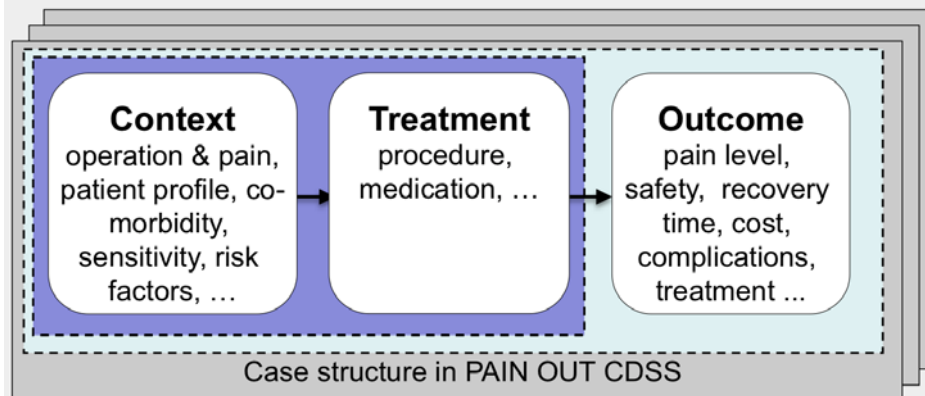 Context
operation & pain,
patient profile, co-
morbidity,
sensitivity, risk
factors, …
Treatment
procedure,
medication, …
Outcome
pain level,
safety, recovery
time, cost,
complications,
treatment ...
Case structure in PAIN OUT CDSS